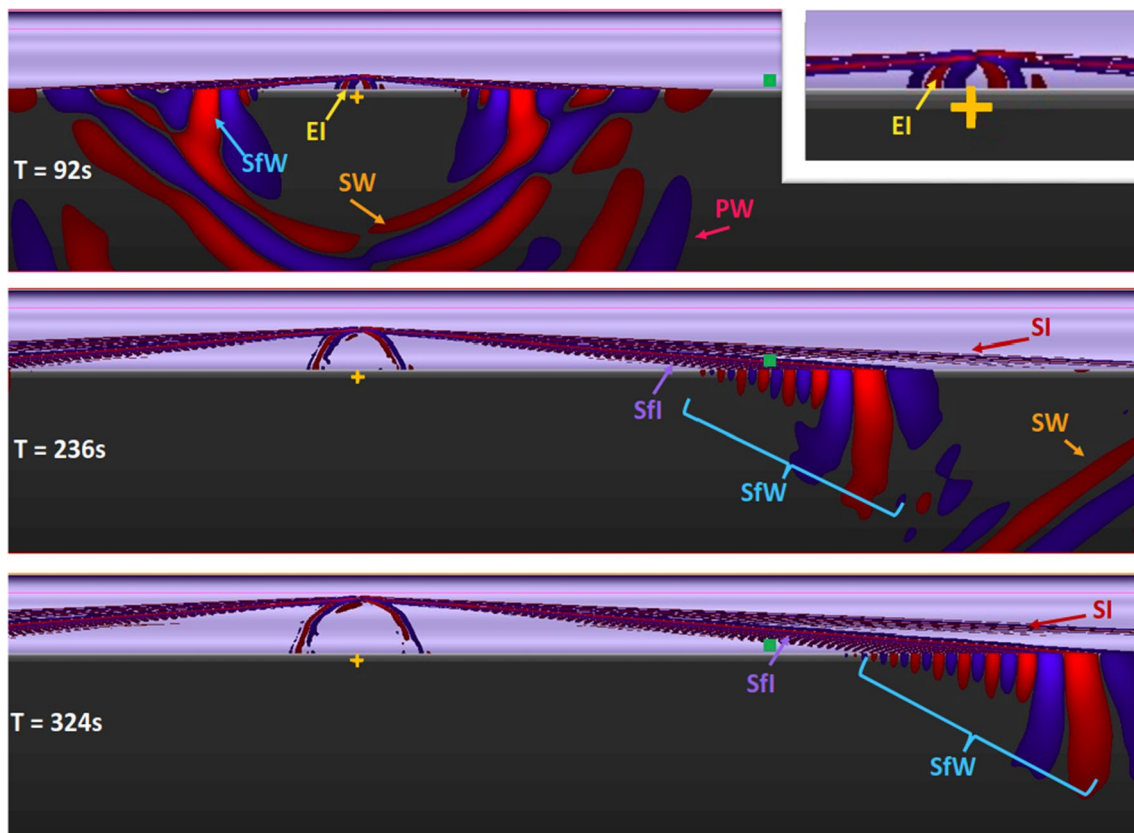 EI
EI
SfW
T = 92s
SW
PW
SI
SfI
SW
T = 236s
SfW
SI
SfI
T = 324s
SfW